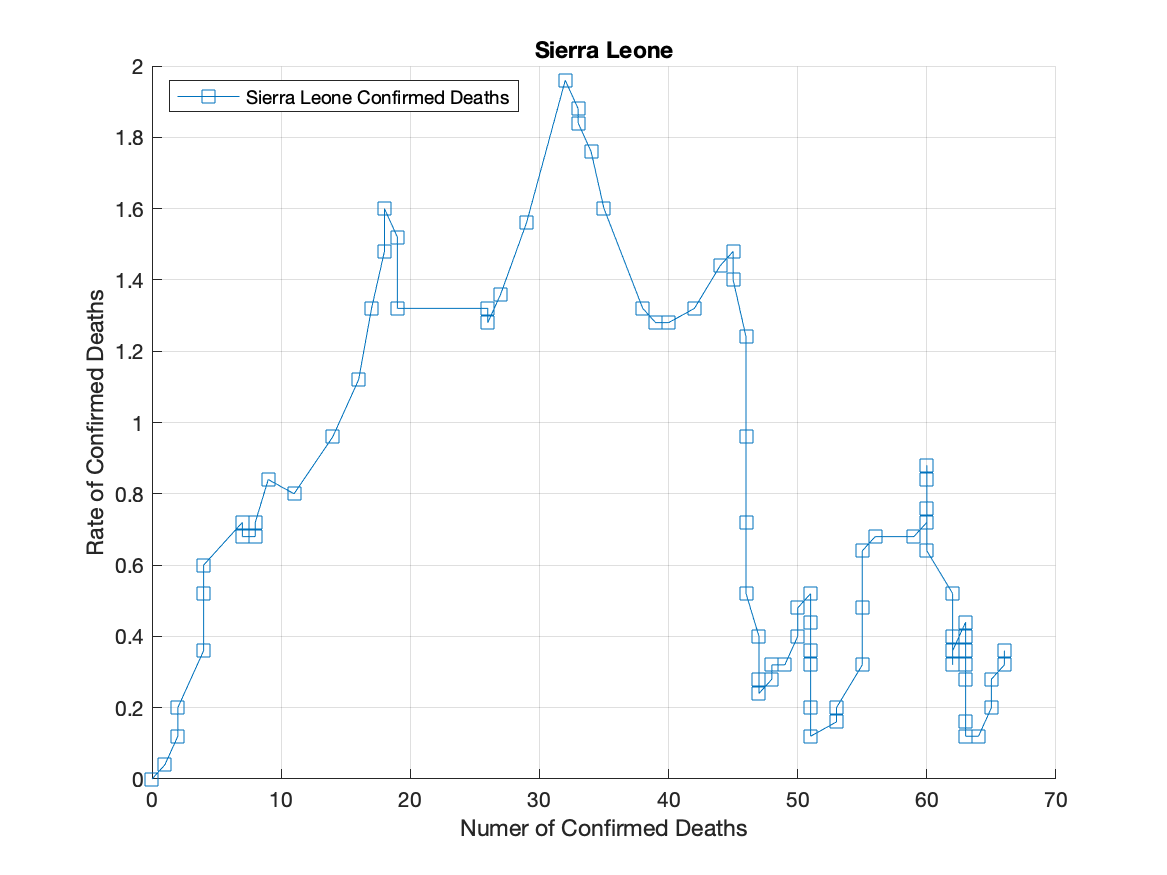 Sierra Leone
Sierra Leone Confirmed Deaths
2
1.8
1.6
1.4
1.2
1
0.8
0.6
0.4
0.2
0
Rate of Confirmed Deaths
0 10 20 30 40 50 60 70
Numer of Confirmed Deaths